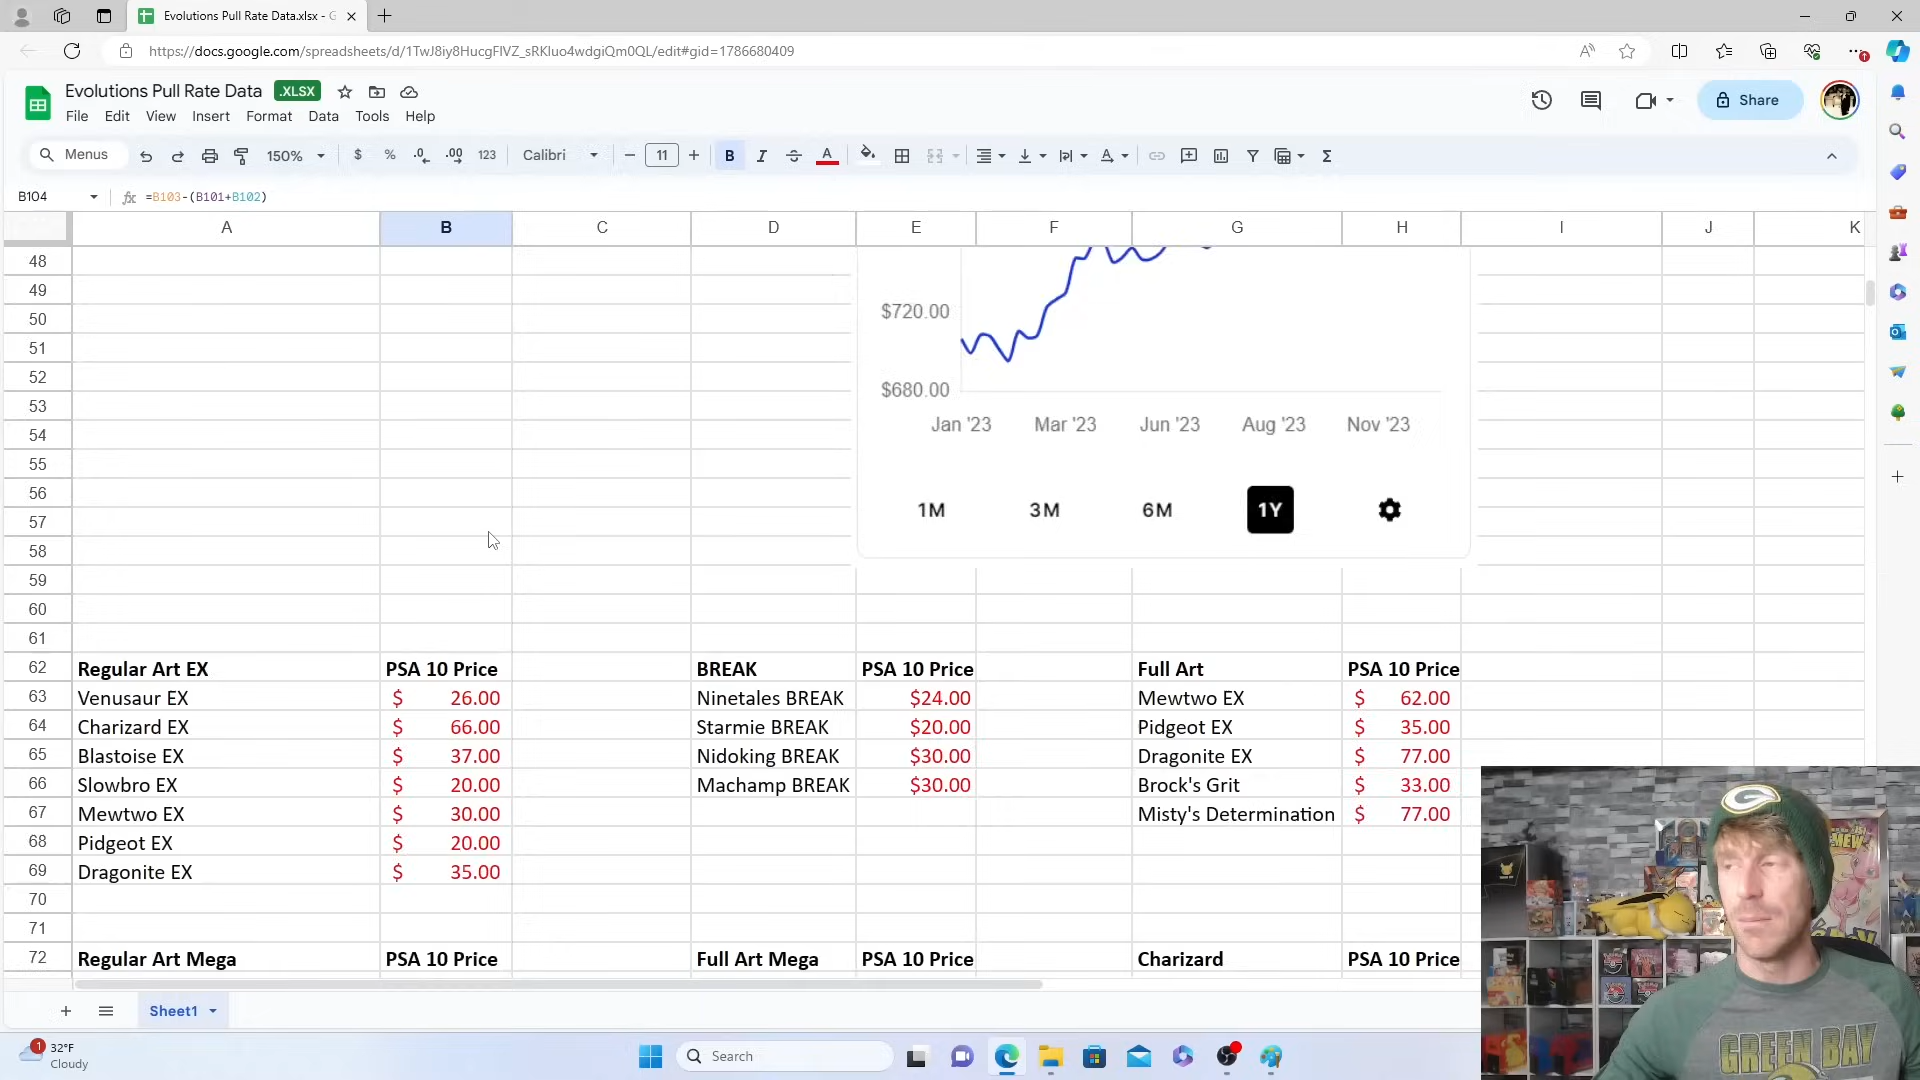 Evolutions Pull Rate Data.xlsx - G
https://docs.google.com/spreadsheets/d/1TwJ8iy8HucgFlVZ_sRKluo4wdgiQm0QL/edit#gid=1786680409
Evolutions Pull Rate Data .XLSX
Share
File Edit View Insert Format Data Tools Help
Menus 150% $ % .0 .00 123 Calibri 11 B I A
B104 fx =B103-(B101+B102)
A B C D E F G H I J K
48
49
50 $720.00
51
52
53 $680.00
54 Jan '23 Mar '23 Jun '23 Aug '23 Nov '23
55
56
57 1M 3M 6M 1Y
58
59
60
61
62 Regular Art EX PSA 10 Price BREAK PSA 10 Price Full Art PSA 10 Price
63 Venusaur EX $ 26.00 Ninetales BREAK $24.00 Mewtwo EX $ 62.00
64 Charizard EX $ 66.00 Starmie BREAK $20.00 Pidgeot EX $ 35.00
65 Blastoise EX $ 37.00 Nidoking BREAK $30.00 Dragonite EX $ 77.00
66 Slowbro EX $ 20.00 Machamp BREAK $30.00 Brock's Grit $ 33.00
67 Mewtwo EX $ 30.00 Misty's Determination $ 77.00
68 Pidgeot EX $ 20.00
69 Dragonite EX $ 35.00
70
71
72 Regular Art Mega PSA 10 Price Full Art Mega PSA 10 Price Charizard PSA 10 Price
Sheet1
1 32°F
Cloudy
Search
MEW
GREEN BAY